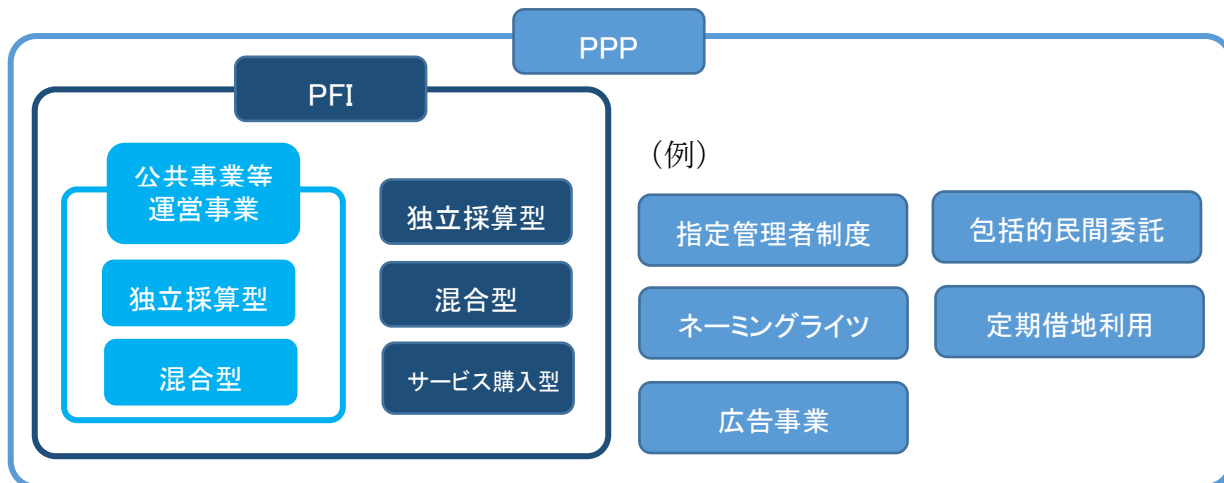 PPP
PFI
公共事業等
運営事業
独立採算型
混合型
独立採算型
混合型
サービス購入型
（例）
指定管理者制度
包括的民間委託
ネーミングライツ
定期借地利用
広告事業